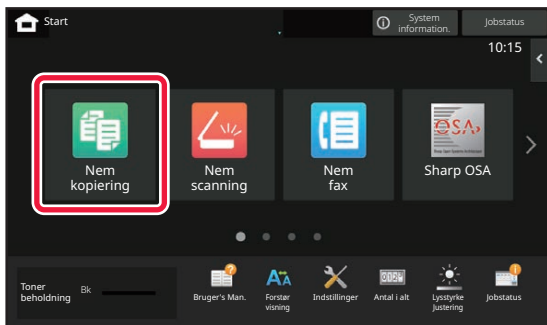 Start
System
information.
Jobstatus
10:15
Nem
kopiering
Nem
scanning
Nem
fax
Sharp OSA
OSA
Toner
beholdning
Bk
Bruger's Man.
Forstør
visning
Indstillinger
Antal i alt
Lysstyrke
Justering
Jobstatus